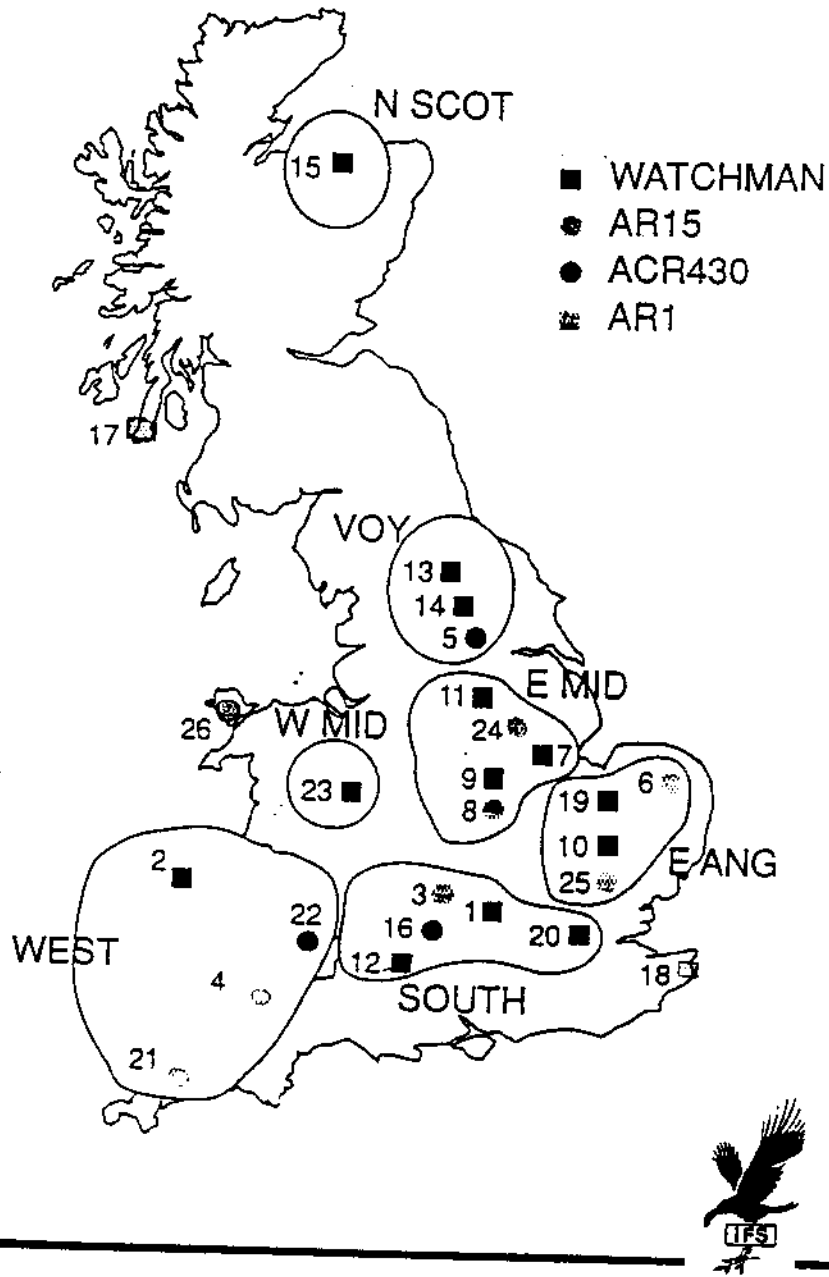 N SCOT
15
WATCHMAN
AR15
ACR430
AR1
17
VOY
13
14
5
E MID
11
24
7
26
W MID
9
6
23
19
8
10
2
E ANG
25
3
22
1
16
20
WEST
12
18
4
SOUTH
21
IFS